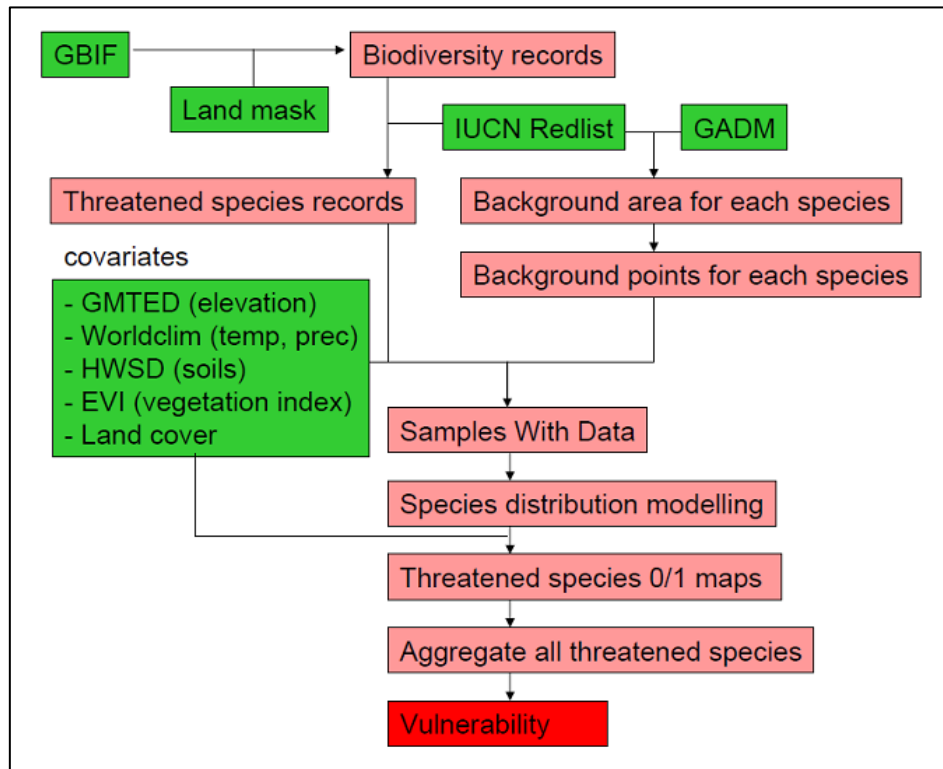 GBIF
Biodiversity records
Land mask
IUCN Redlist
GADM
Threatened species records
Background area for each species
covariates
Background points for each species
- GMTED (elevation)
- Worldclim (temp, prec)
- HWSD (soils)
- EVI (vegetation index)
- Land cover
Samples With Data
Species distribution modelling
Threatened species 0/1 maps
Aggregate all threatened species
Vulnerability